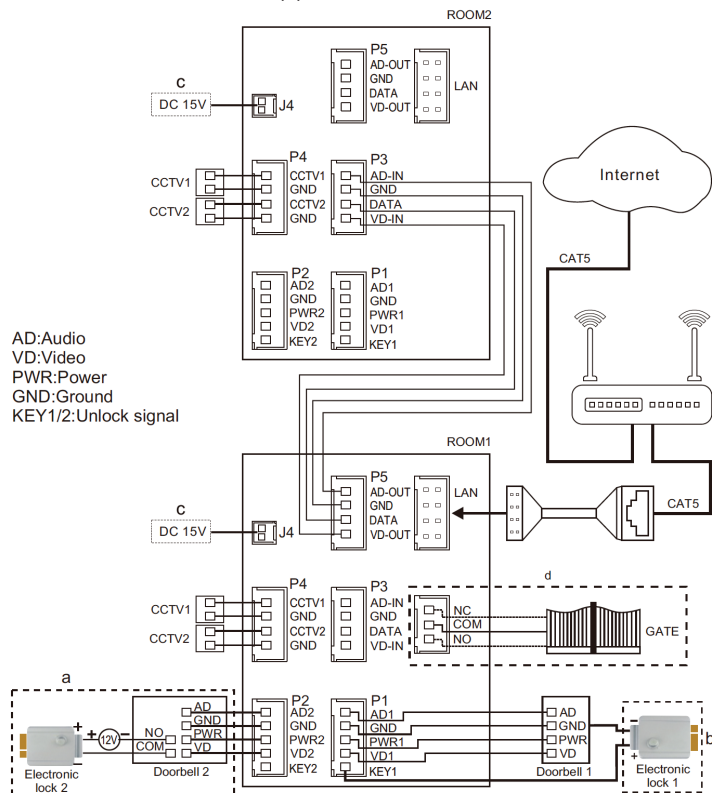 ROOM2
P5
AD-OUT
GND
DATA
VD-OUT
LAN
c
DC 15V
J4
P4
CCTV1
GND
CCTV2
GND
CCTV1
CCTV2
P3
AD-IN
GND
DATA
VD-IN
P2
AD2
GND
PWR2
VD2
KEY2
P1
AD1
GND
PWR1
VD1
KEY1
Internet
CAT5
AD:Audio
VD:Video
PWR:Power
GND:Ground
KEY1/2:Unlock signal
ROOM1
P5
AD-OUT
GND
DATA
VD-OUT
LAN
CAT5
c
DC 15V
J4
P4
CCTV1
GND
CCTV2
GND
CCTV1
CCTV2
P3
AD-IN
GND
DATA
VD-IN
d
NC
COM
NO
GATE
a
+
+ 12V −
−
NO
COM
AD
GND
PWR
VD
Electronic
lock 2
Doorbell 2
P2
AD2
GND
PWR2
VD2
KEY2
P1
AD1
GND
PWR1
VD1
KEY1
AD
GND
PWR
VD
Doorbell 1
−
+
b
Electronic
lock 1